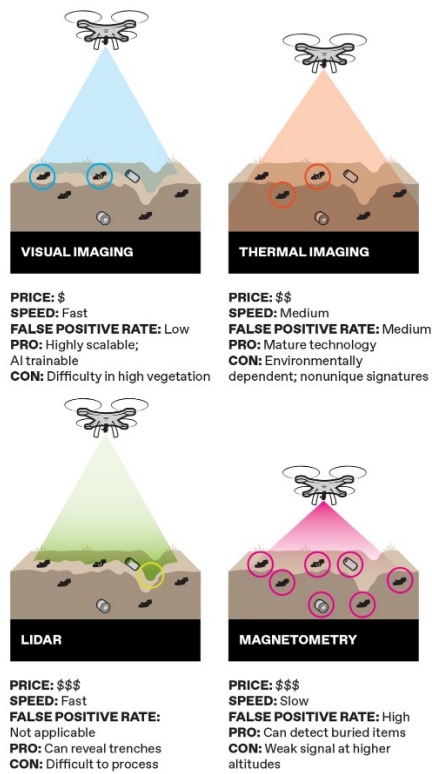 VISUAL IMAGING
PRICE: $
SPEED: Fast
FALSE POSITIVE RATE: Low
PRO: Highly scalable;
AI trainable
CON: Difficulty in high vegetation
THERMAL IMAGING
PRICE: $$
SPEED: Medium
FALSE POSITIVE RATE: Medium
PRO: Mature technology
CON: Environmentally
dependent; nonunique signatures
LIDAR
PRICE: $$$
SPEED: Fast
FALSE POSITIVE RATE:
Not applicable
PRO: Can reveal trenches
CON: Difficult to process
MAGNETOMETRY
PRICE: $$$
SPEED: Slow
FALSE POSITIVE RATE: High
PRO: Can detect buried items
CON: Weak signal at higher
altitudes